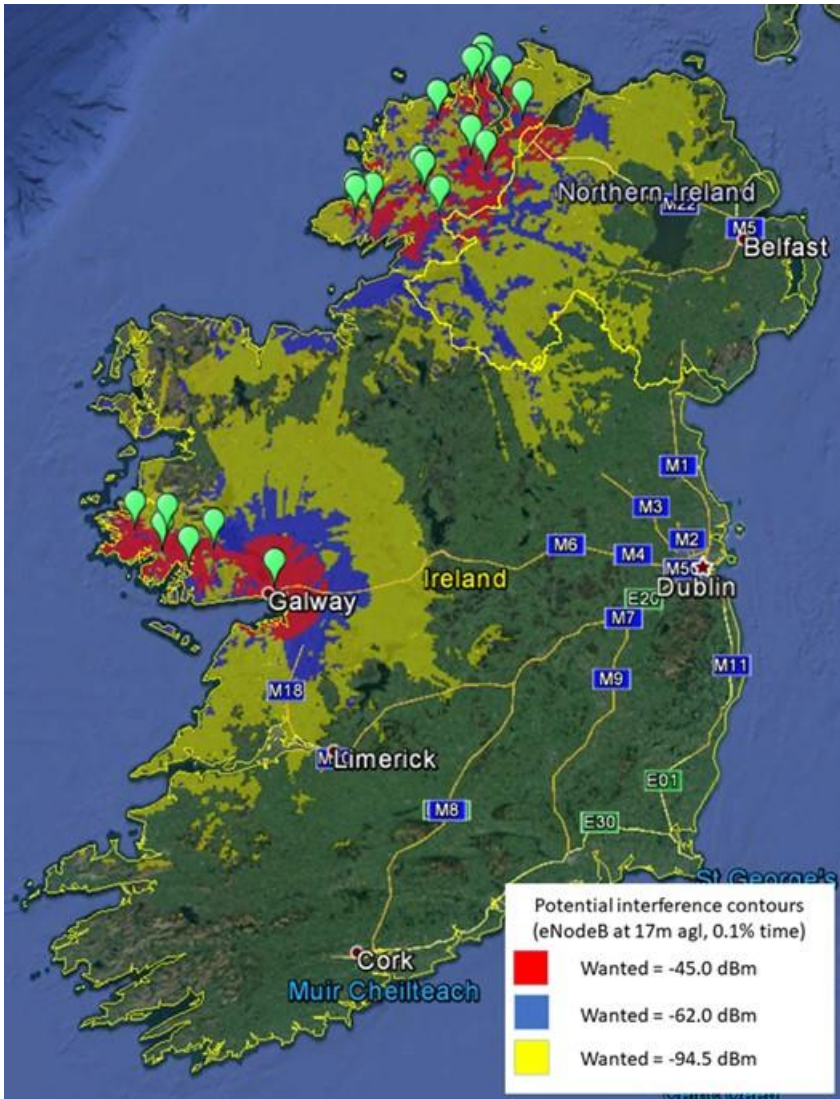 Northern Ireland
M22
M5
Belfast
M1
M3
M2
M6
M4
M50
Dublin
Ireland
Galway
E20
M7
M9
M11
M18
Limerick
M8
E01
E30
St George's
Cork
Muir Cheilteach
Potential interference contours
(eNodeB at 17m agl, 0.1% time)
Wanted = -45.0 dBm
Wanted = -62.0 dBm
Wanted = -94.5 dBm